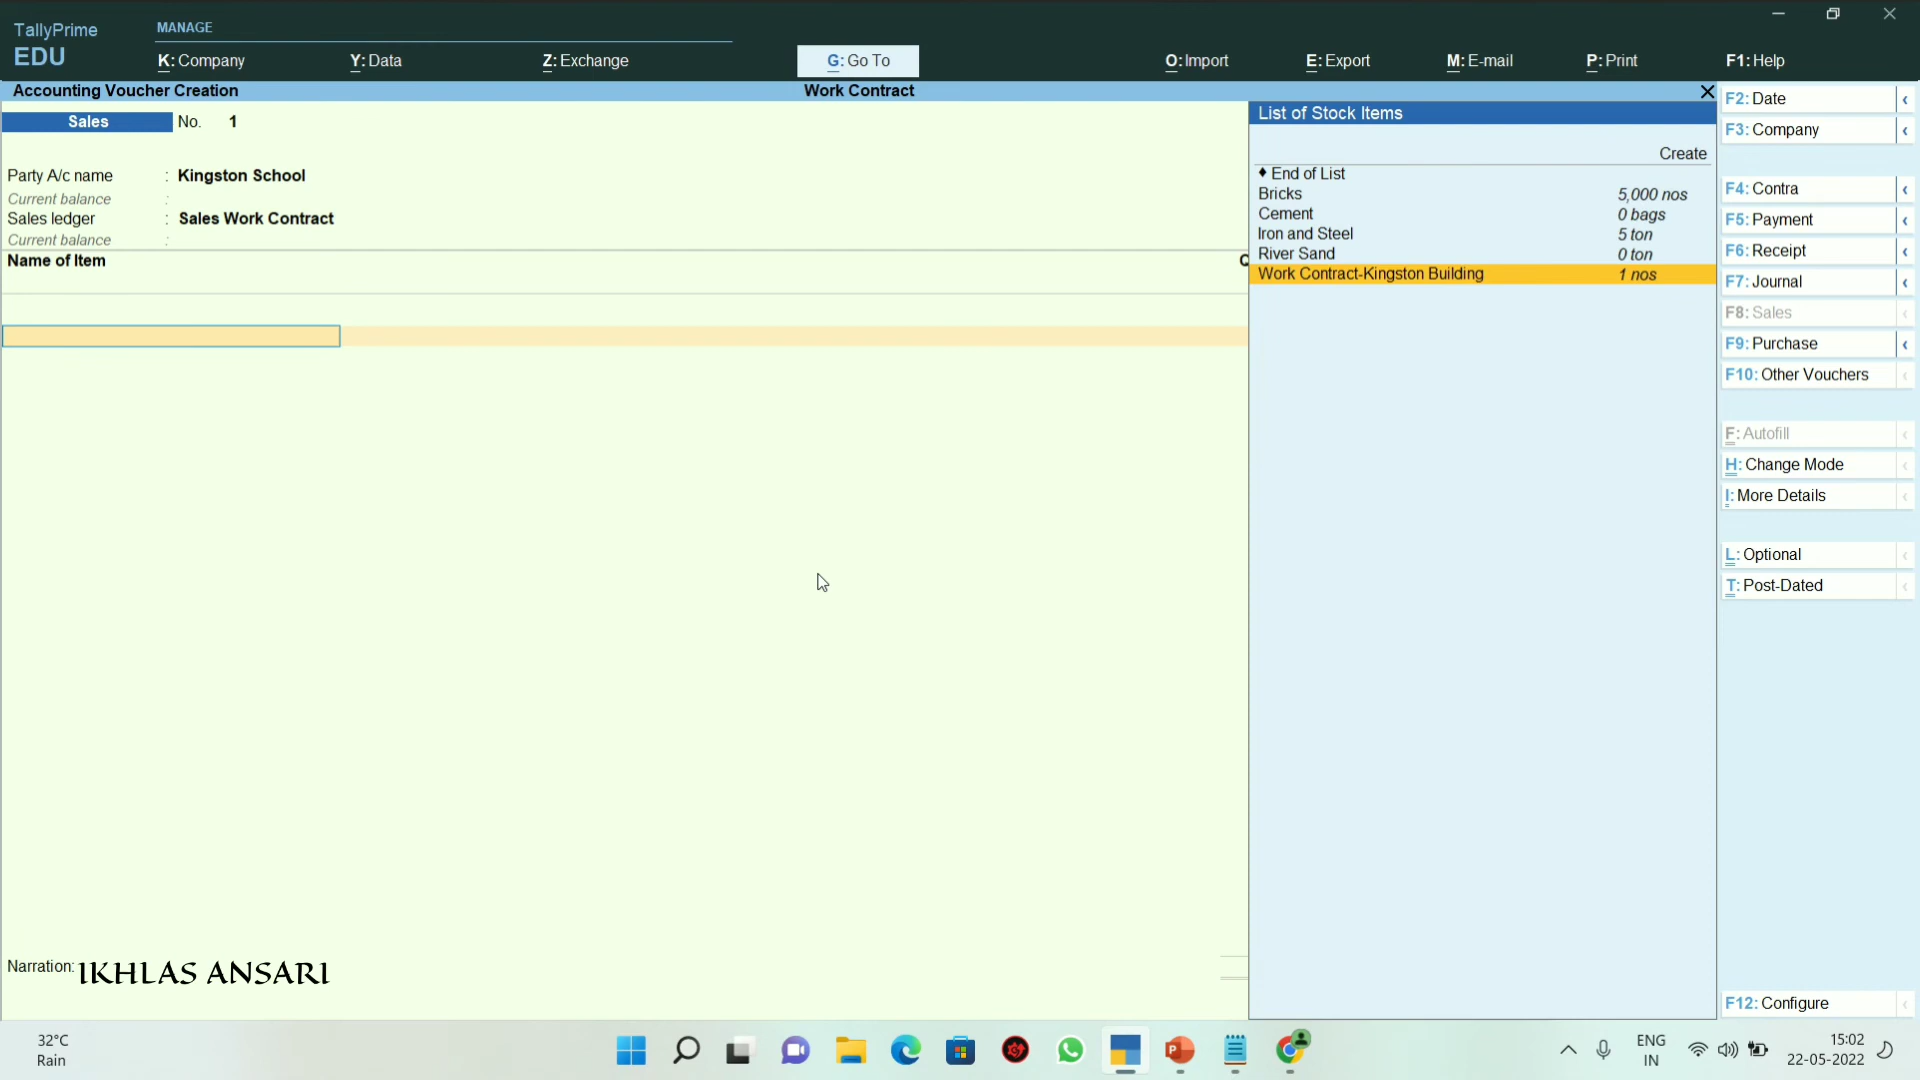 TallyPrime
EDU
MANAGE
K: Company
Y: Data
Z: Exchange
G: Go To
O: Import
E: Export
M: E-mail
P: Print
F1: Help
Accounting Voucher Creation
Work Contract
Sales No. 1
Party A/c name : Kingston School
Current balance :
Sales ledger : Sales Work Contract
Current balance :
Name of Item
List of Stock Items
Create
♦ End of List
Bricks 5,000 nos
Cement 0 bags
Iron and Steel 5 ton
River Sand 0 ton
Work Contract-Kingston Building 1 nos
F2: Date
F3: Company
F4: Contra
F5: Payment
F6: Receipt
F7: Journal
F8: Sales
F9: Purchase
F10: Other Vouchers
F: Autofill
H: Change Mode
I: More Details
L: Optional
T: Post-Dated
F12: Configure
Narration: IKHLAS ANSARI
32°C
Rain
ENG
IN
15:02
22-05-2022